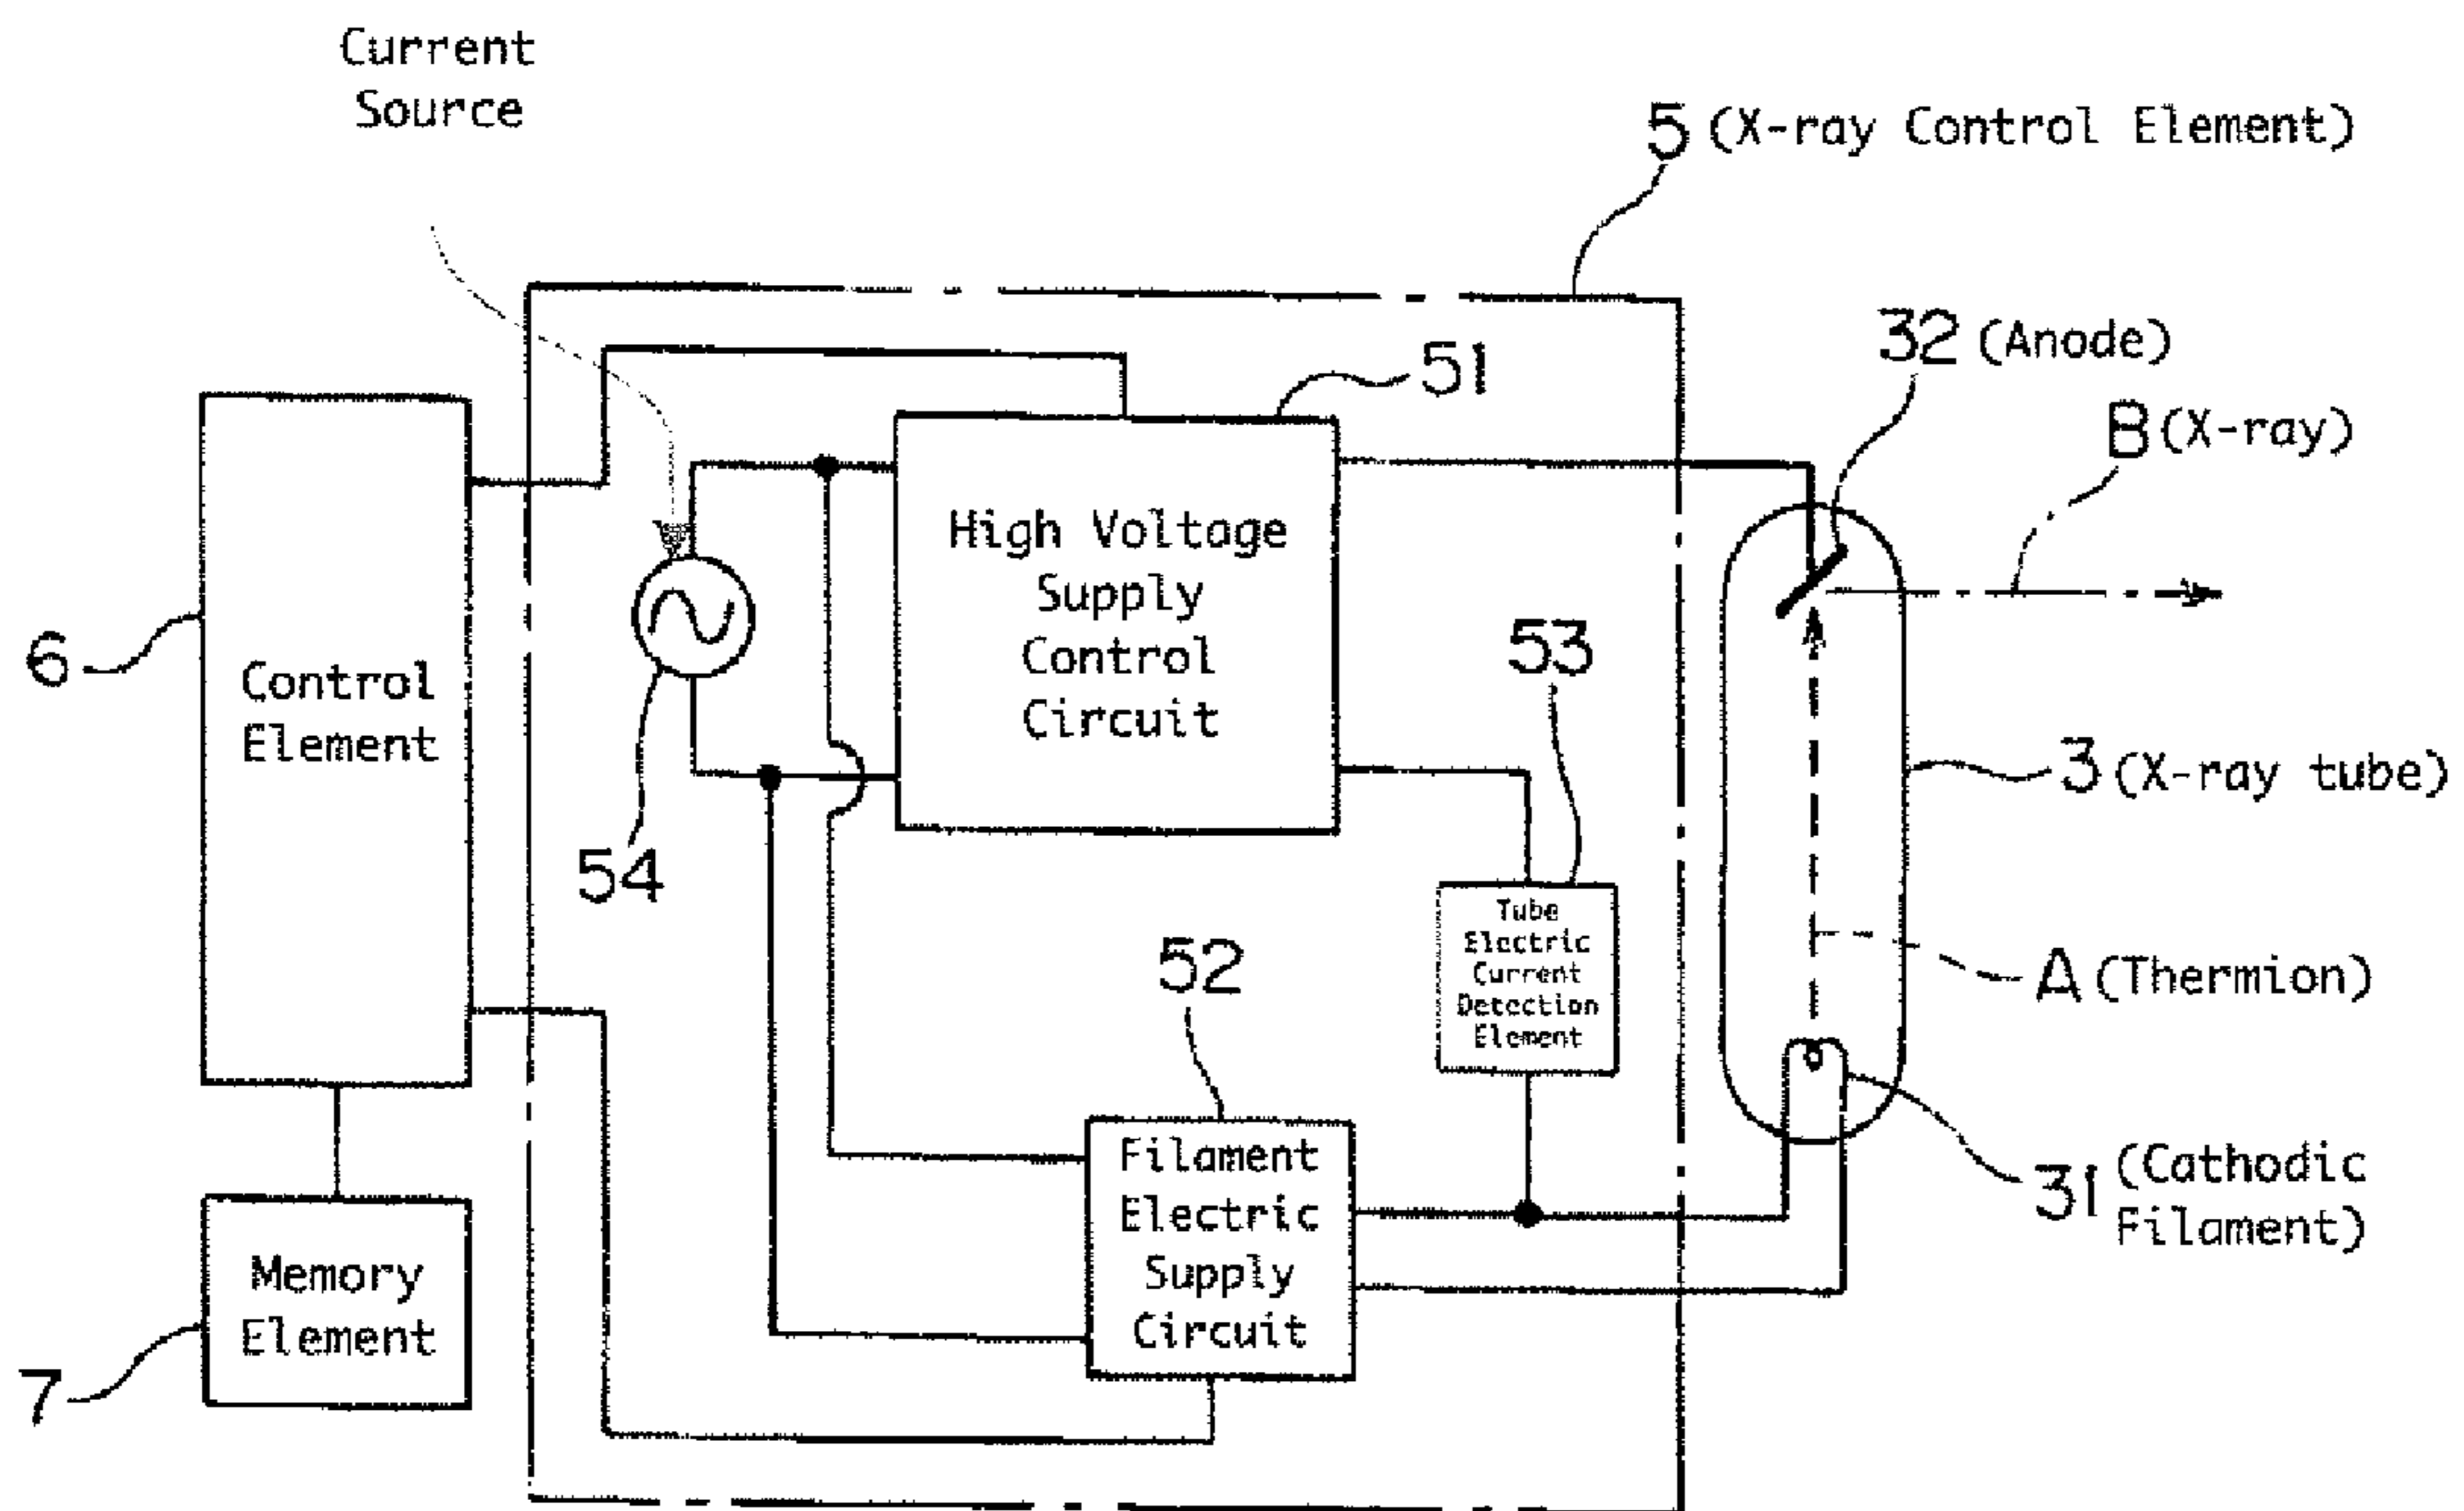 Current
Source
5 (X-ray Control Element)
32 (Anode)
51
B (X-ray)
High Voltage
Supply
Control
Circuit
53
6
Control
Element
3 (X-ray tube)
54
Tube
Electric
Current
Detection
Element
52
A (Thermion)
Filament
Electric
Supply
Circuit
31 (Cathodic
Filament)
Memory
Element
7